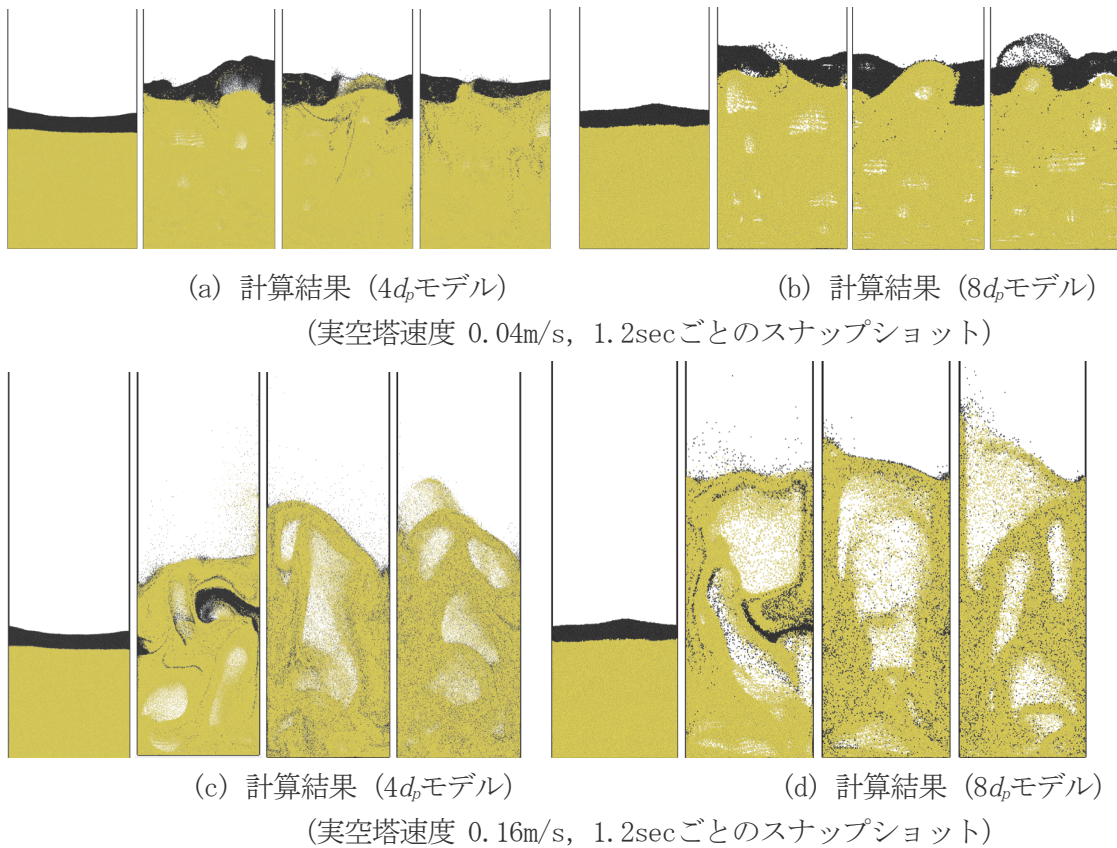 (a) 計算結果 (4dpモデル)
(b) 計算結果 (8dpモデル)
(実空塔速度 0.04m/s, 1.2secごとのスナップショット)
(c) 計算結果 (4dpモデル)
(d) 計算結果 (8dpモデル)
(実空塔速度 0.16m/s, 1.2secごとのスナップショット)